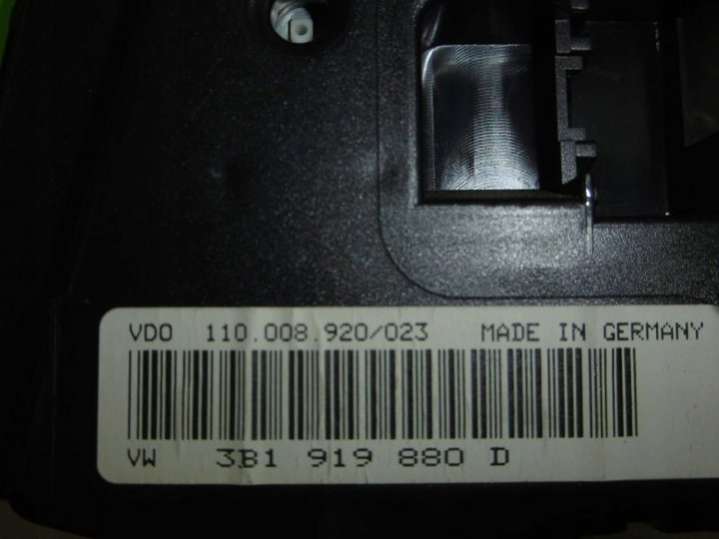 VDO 110.008.920/023 MADE IN GERMANY
VW 3B1 919 880 D